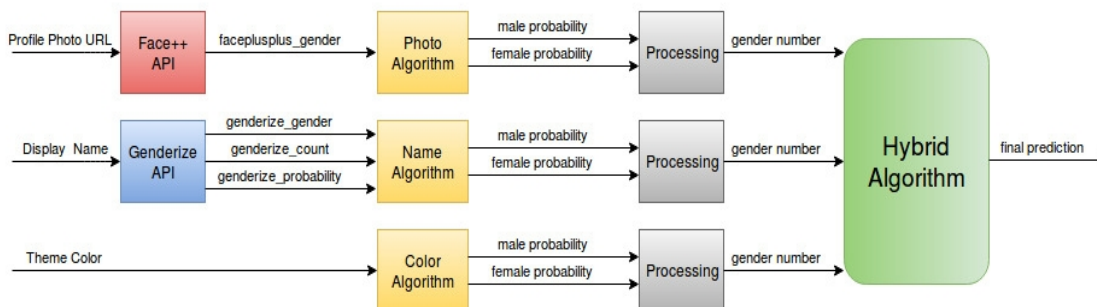 Profile Photo URL
Face++
API
faceplusplus_gender
Photo
Algorithm
male probability
female probability
Processing
gender number
Display Name
Genderize
API
genderize_gender
genderize_count
genderize_probability
Name
Algorithm
male probability
female probability
Processing
gender number
Theme Color
Color
Algorithm
male probability
female probability
Processing
gender number
Hybrid
Algorithm
final prediction